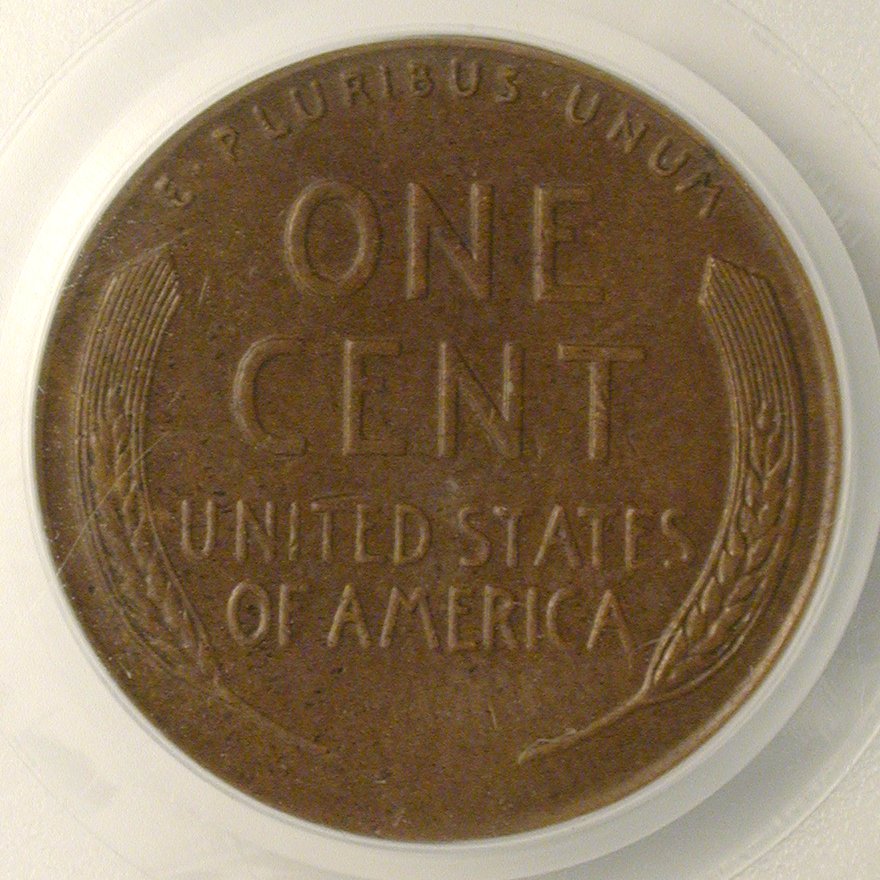 E · PLURIBUS · UNUM
ONE
CENT
UNITED STATES
OF AMERICA